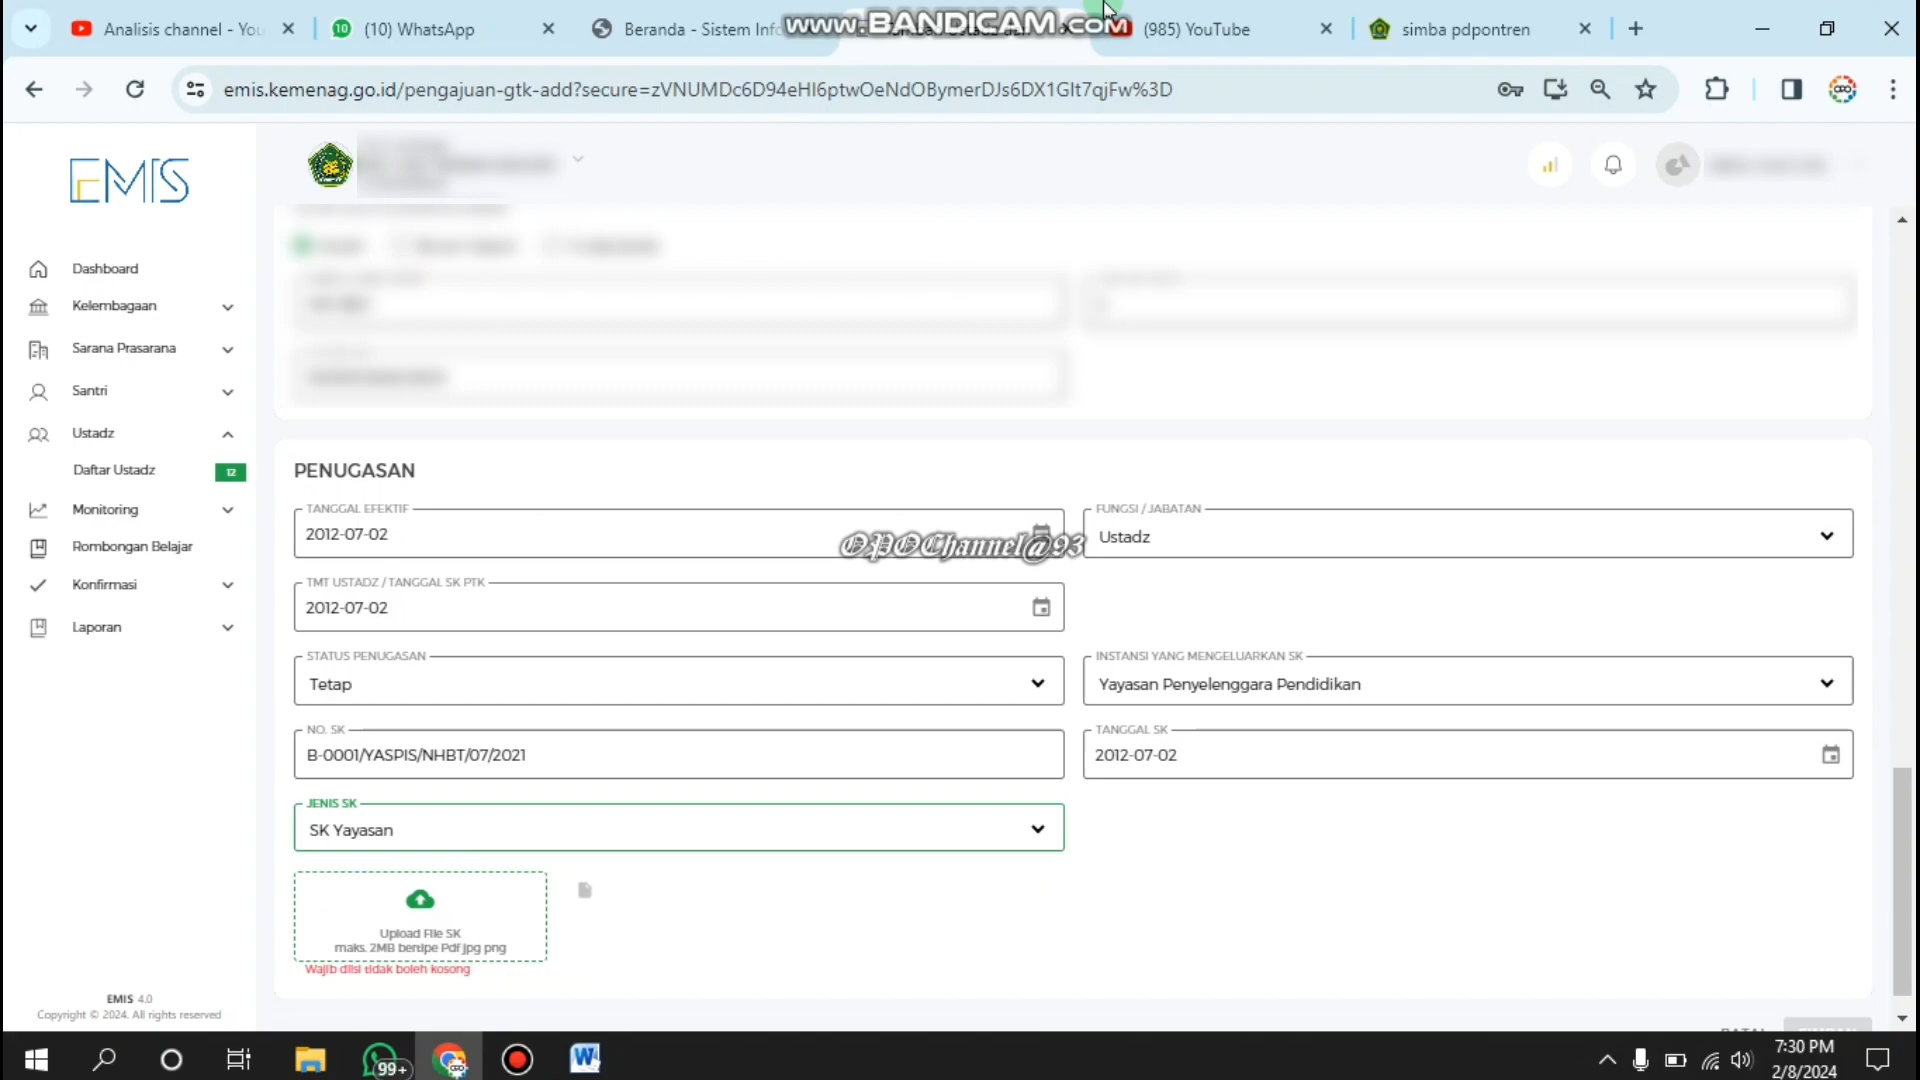 Analisis channel - You
(10) WhatsApp
Beranda - Sistem Info
www.BANDICAM.com
(985) YouTube
simba pdpontren
emis.kemenag.go.id/pengajuan-gtk-add?secure=zVNUMDc6D94eHI6ptwOeNdOBymerDJs6DX1GIt7qjFw%3D
EMIS
Dashboard
Kelembagaan
Sarana Prasarana
Santri
Ustadz
Daftar Ustadz
12
Monitoring
Rombongan Belajar
Konfirmasi
Laporan
EMIS 4.0
Copyright © 2024. All rights reserved
PENUGASAN
TANGGAL EFEKTIF
2012-07-02
FUNGSI / JABATAN
Ustadz
OPOChannel@93
TMT USTADZ / TANGGAL SK PTK
2012-07-02
STATUS PENUGASAN
Tetap
INSTANSI YANG MENGELUARKAN SK
Yayasan Penyelenggara Pendidikan
NO. SK
B-0001/YASPIS/NHBT/07/2021
TANGGAL SK
2012-07-02
JENIS SK
SK Yayasan
Upload File SK
maks. 2MB bertipe Pdf jpg png
Wajib diisi tidak boleh kosong
99+
7:30 PM
2/8/2024